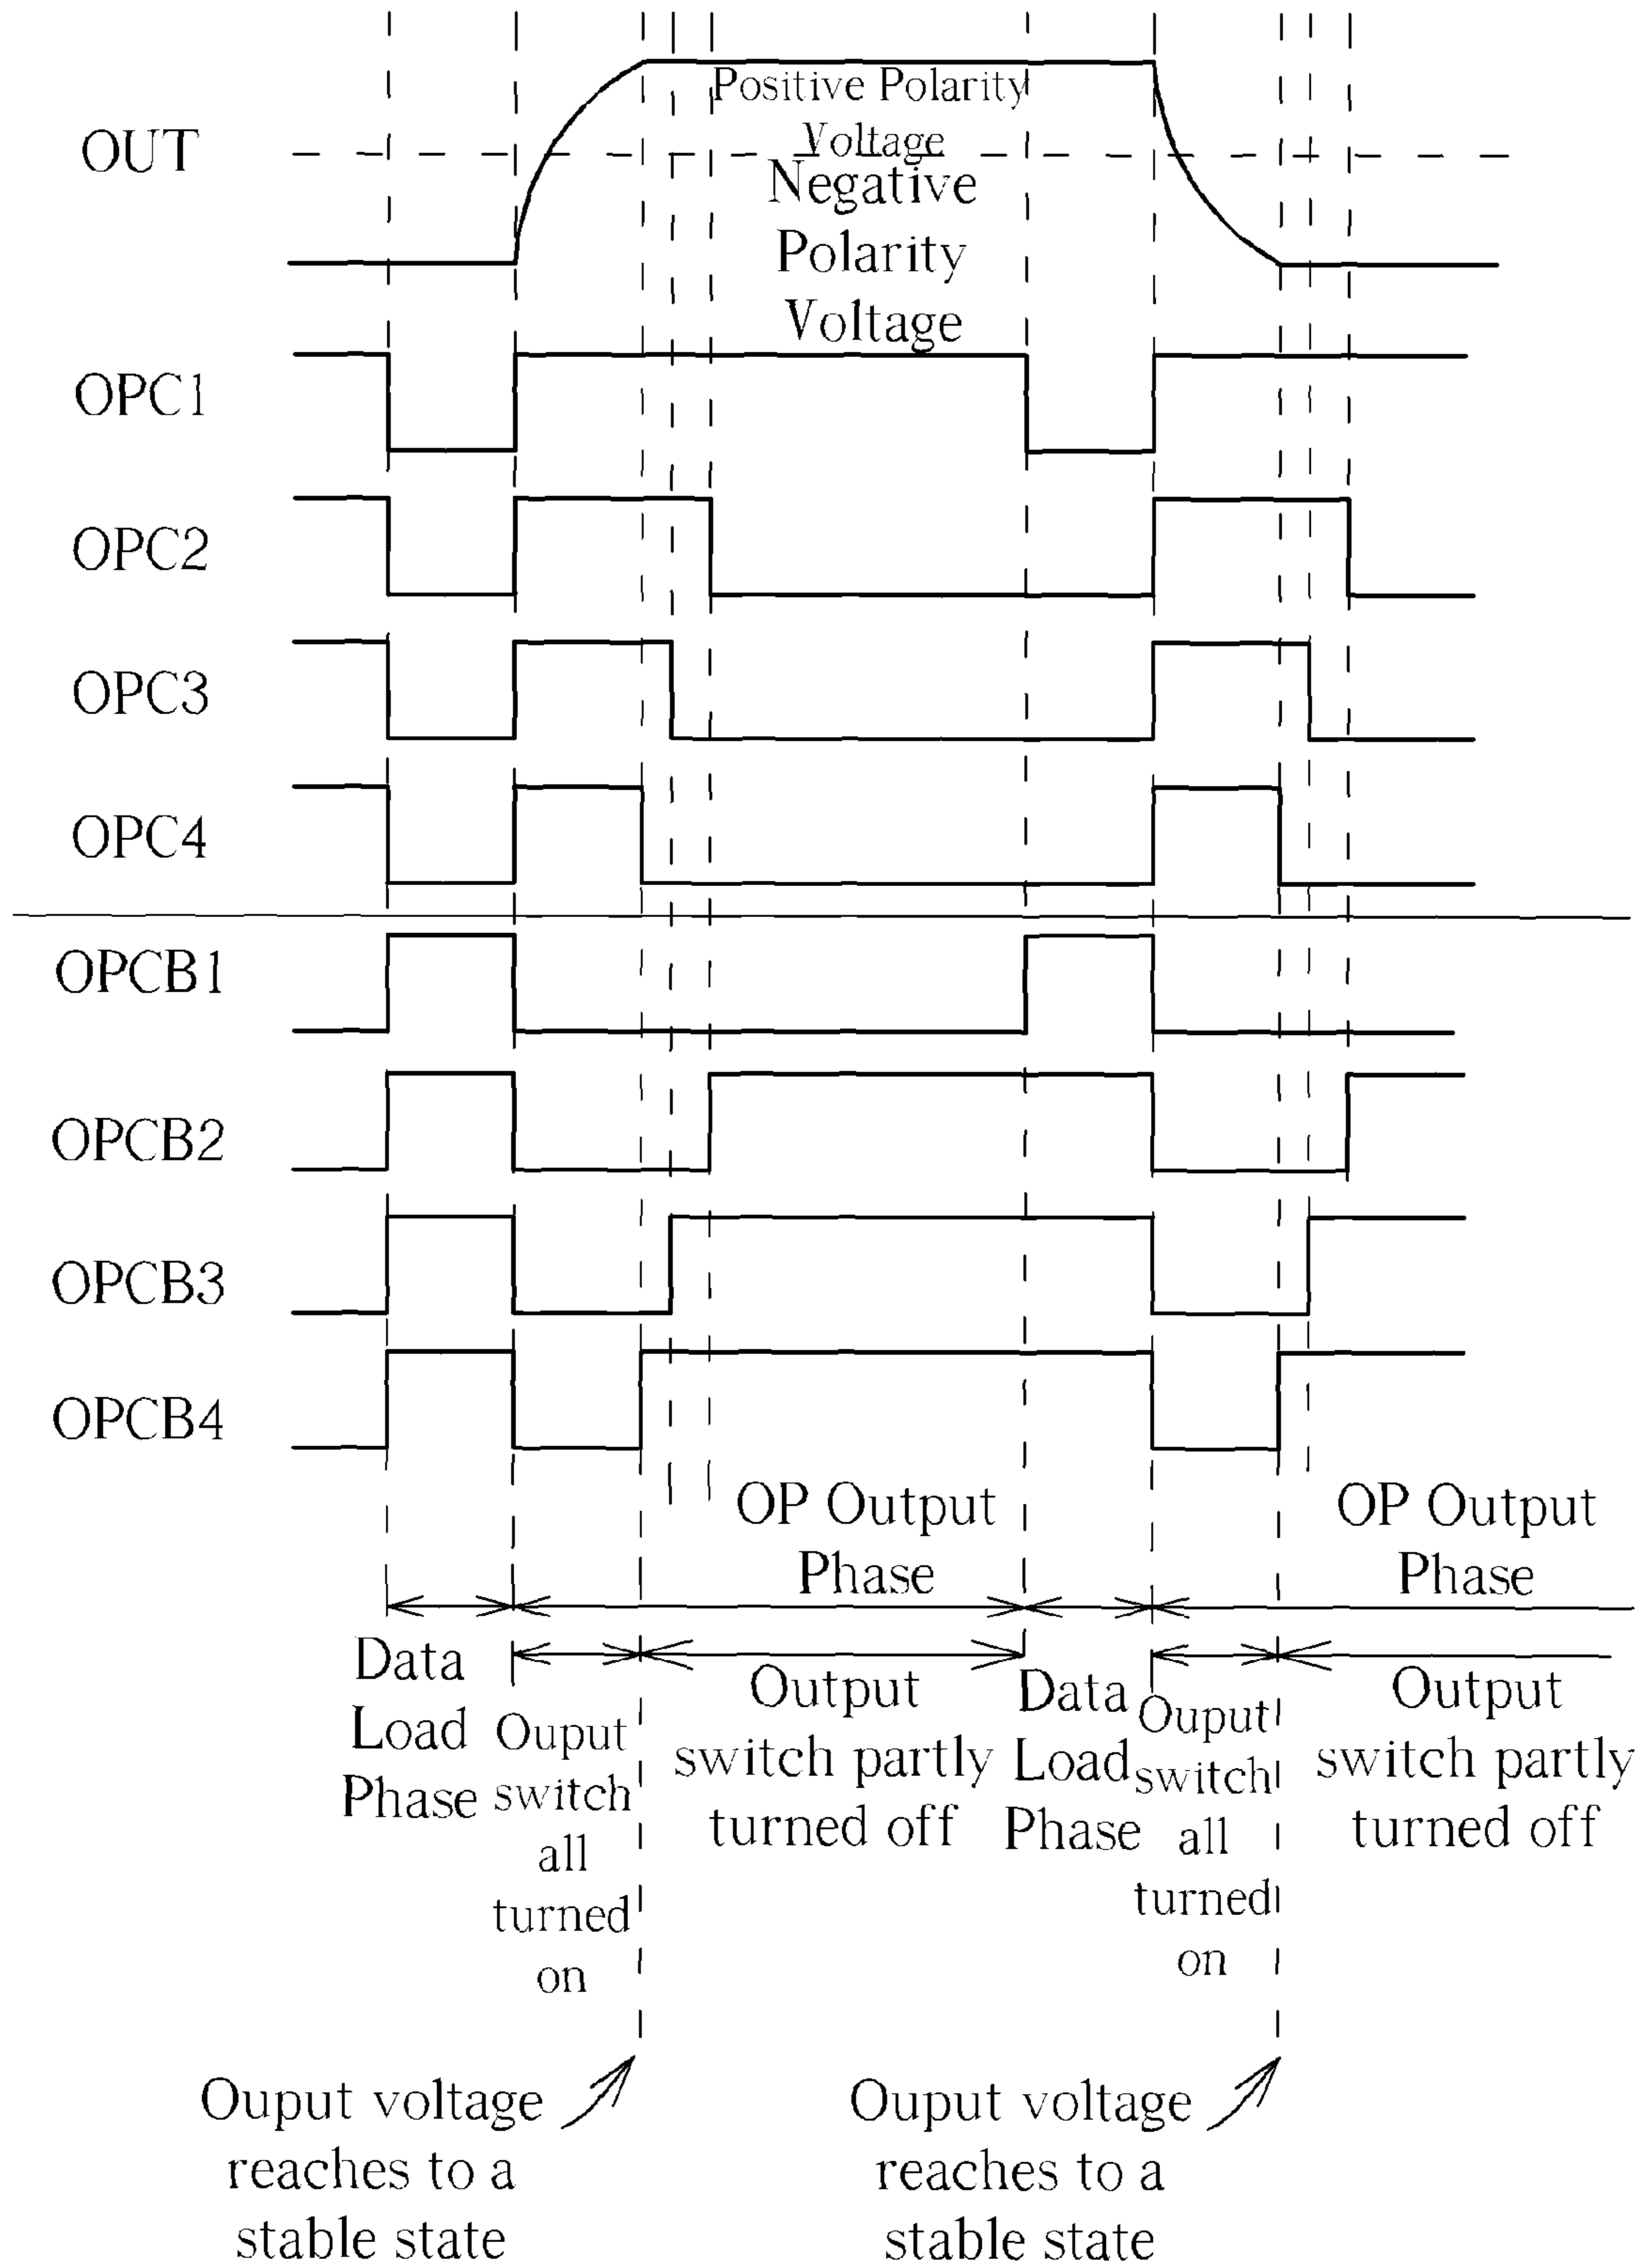 Positive Polarity
Voltage
OUT
Negative
Polarity
Voltage
OPC1
OPC2
OPC3
OPC4
OPCB1
OPCB2
OPCB3
OPCB4
OP Output
Phase
OP Output
Phase
Data
Load
Phase
Ouput
switch
all
turned
on
Output
switch partly
turned off
Data
Load
Phase
Ouput
switch
all
turned
on
Output
switch partly
turned off
Ouput voltage
reaches to a
stable state
Ouput voltage
reaches to a
stable state